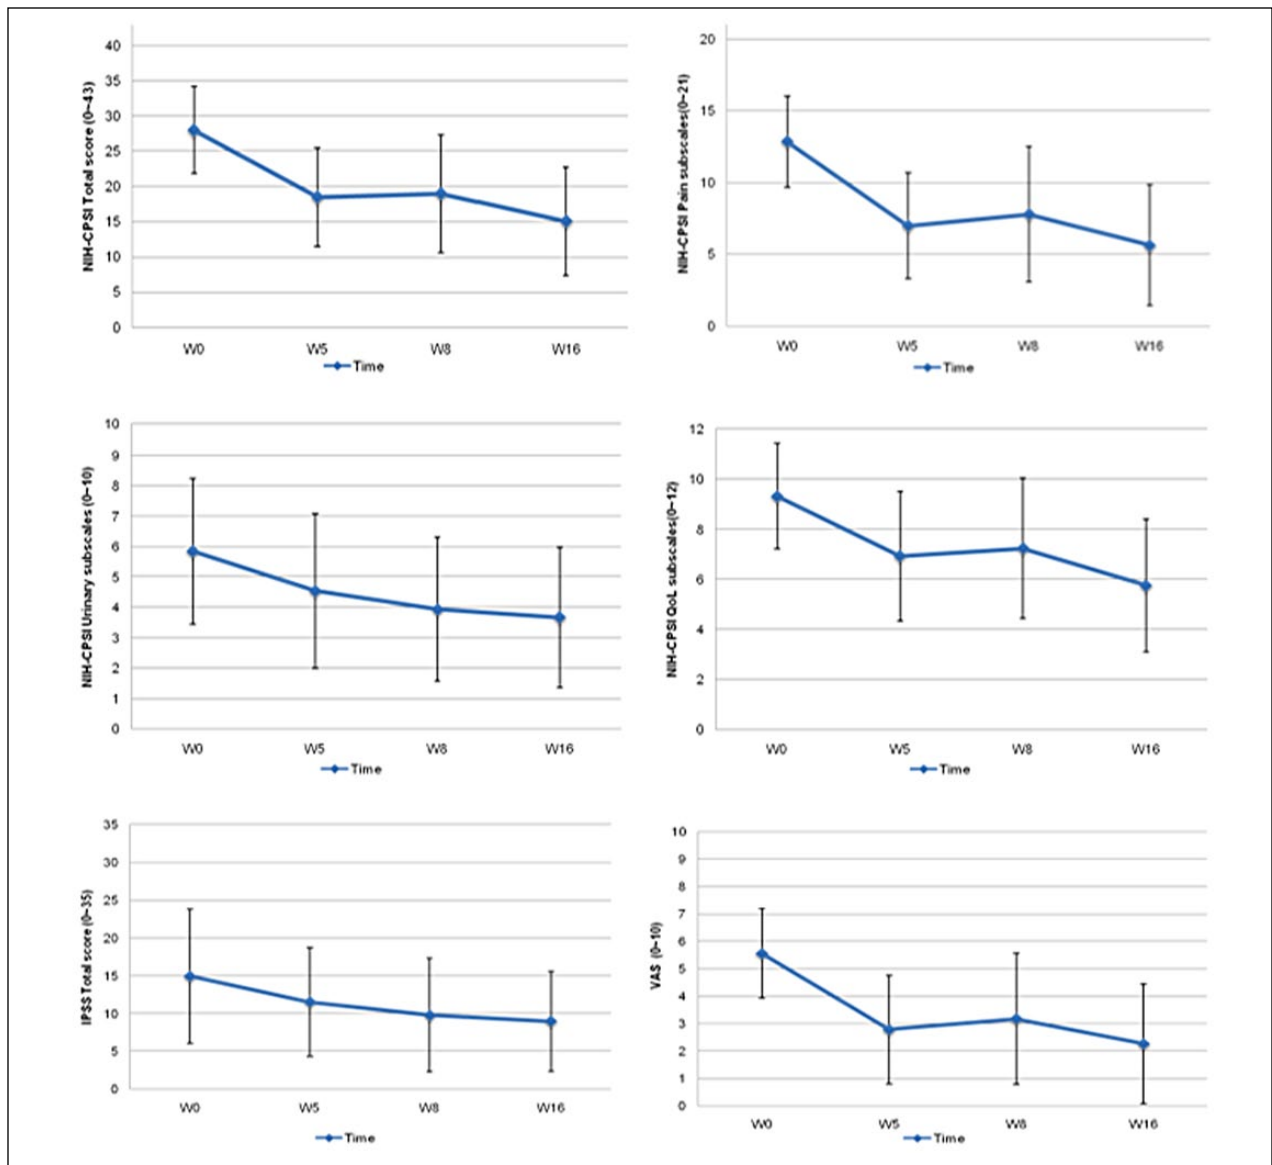 NIH-CPSI Total score (0~43)
40
35
30
25
20
15
10
5
0
W0 W5 W8 W16
Time
NIH-CPSI Pain subscales(0~21)
20
15
10
5
0
W0 W5 W8 W16
Time
NIH-CPSI Urinary subscales (0~10)
10
9
8
7
6
5
4
3
2
1
0
W0 W5 W8 W16
Time
NIH-CPSI QoL subscales(0~12)
12
10
8
6
4
2
0
W0 W5 W8 W16
Time
IPSS Total score (0~35)
35
30
25
20
15
10
5
0
W0 W5 W8 W16
Time
VAS (0~10)
10
9
8
7
6
5
4
3
2
1
0
W0 W5 W8 W16
Time